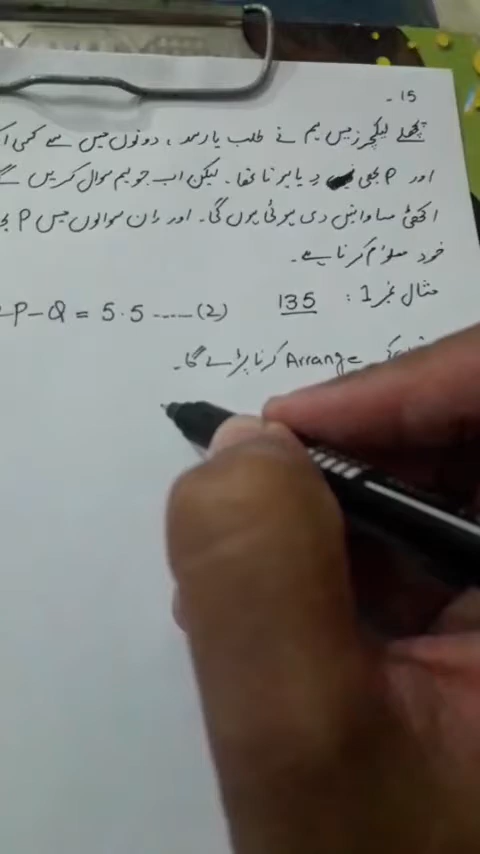 15 -
پچھلے لیکچرز میں ہم نے طلب یا رسد ، دونوں میں سے کسی
اور P بھی دیا ہوتا تھا۔ لیکن اب جو ہم سوال کریں گے
اکٹھی مساواتیں دی ہوئی ہوں گی۔ اور ان سوالوں میں P
خود معلوم کرنا ہے۔
مثال نمبر 1 : 135
-P-Q = 5.5 ----(2)
Arrange کرنا پڑے گا۔